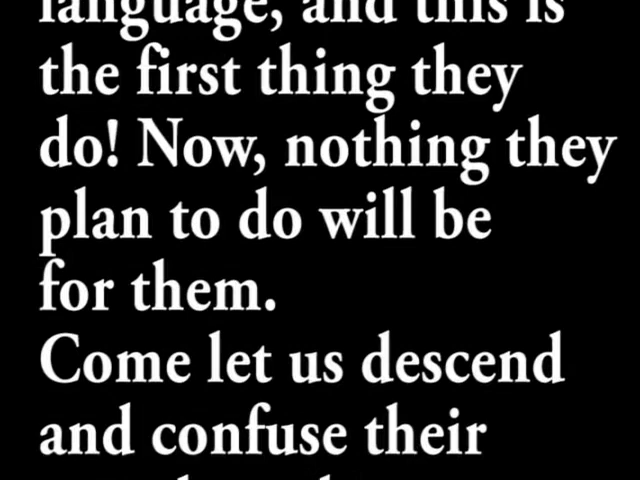 language, and this is
the first thing they
do! Now, nothing they
plan to do will be
for them.
Come let us descend
and confuse their